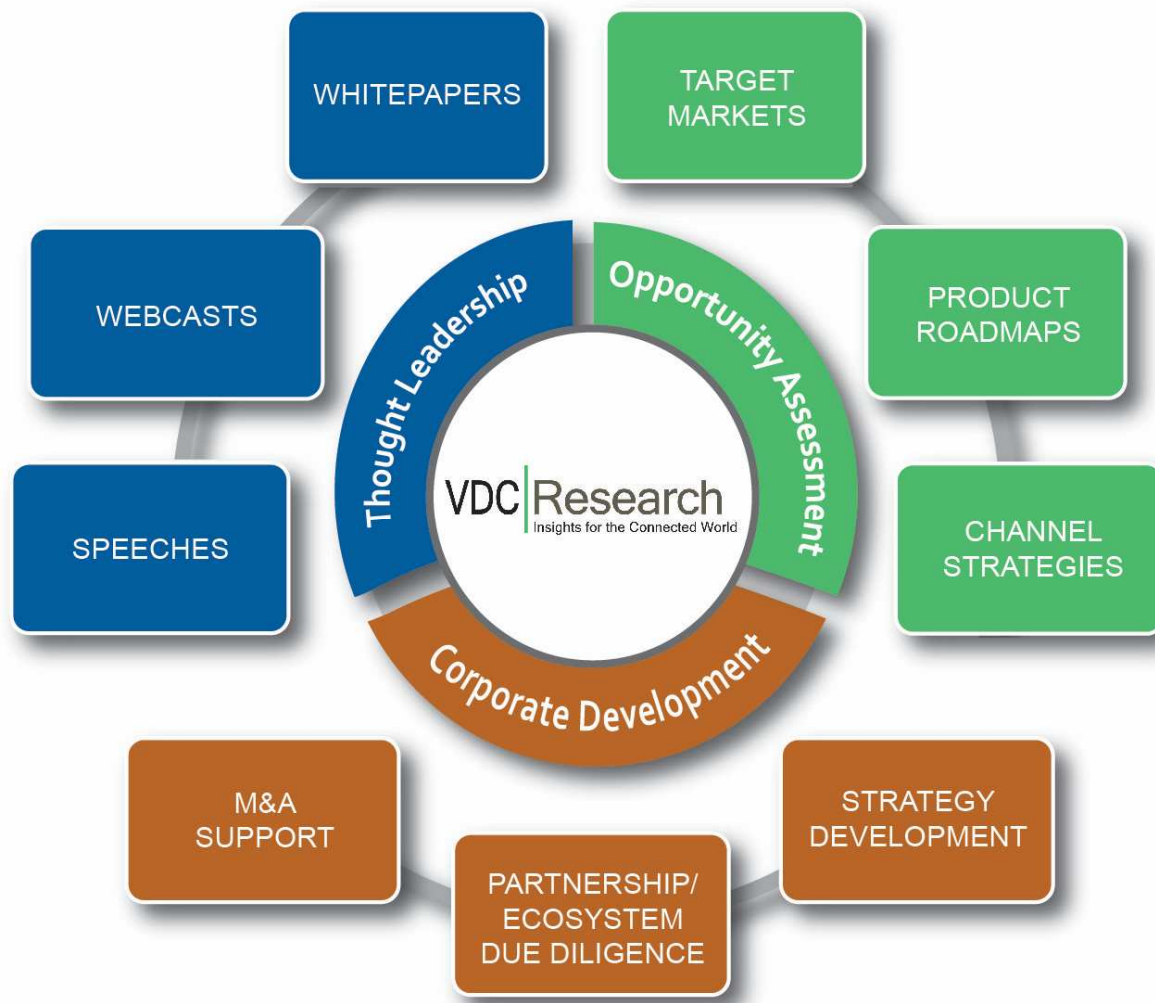 WHITEPAPERS
TARGET
MARKETS
WEBCASTS
PRODUCT
ROADMAPS
SPEECHES
CHANNEL
STRATEGIES
Thought Leadership
Opportunity Assessment
VDC Research
Insights for the Connected World
Corporate Development
M&A
SUPPORT
PARTNERSHIP/
ECOSYSTEM
DUE DILIGENCE
STRATEGY
DEVELOPMENT